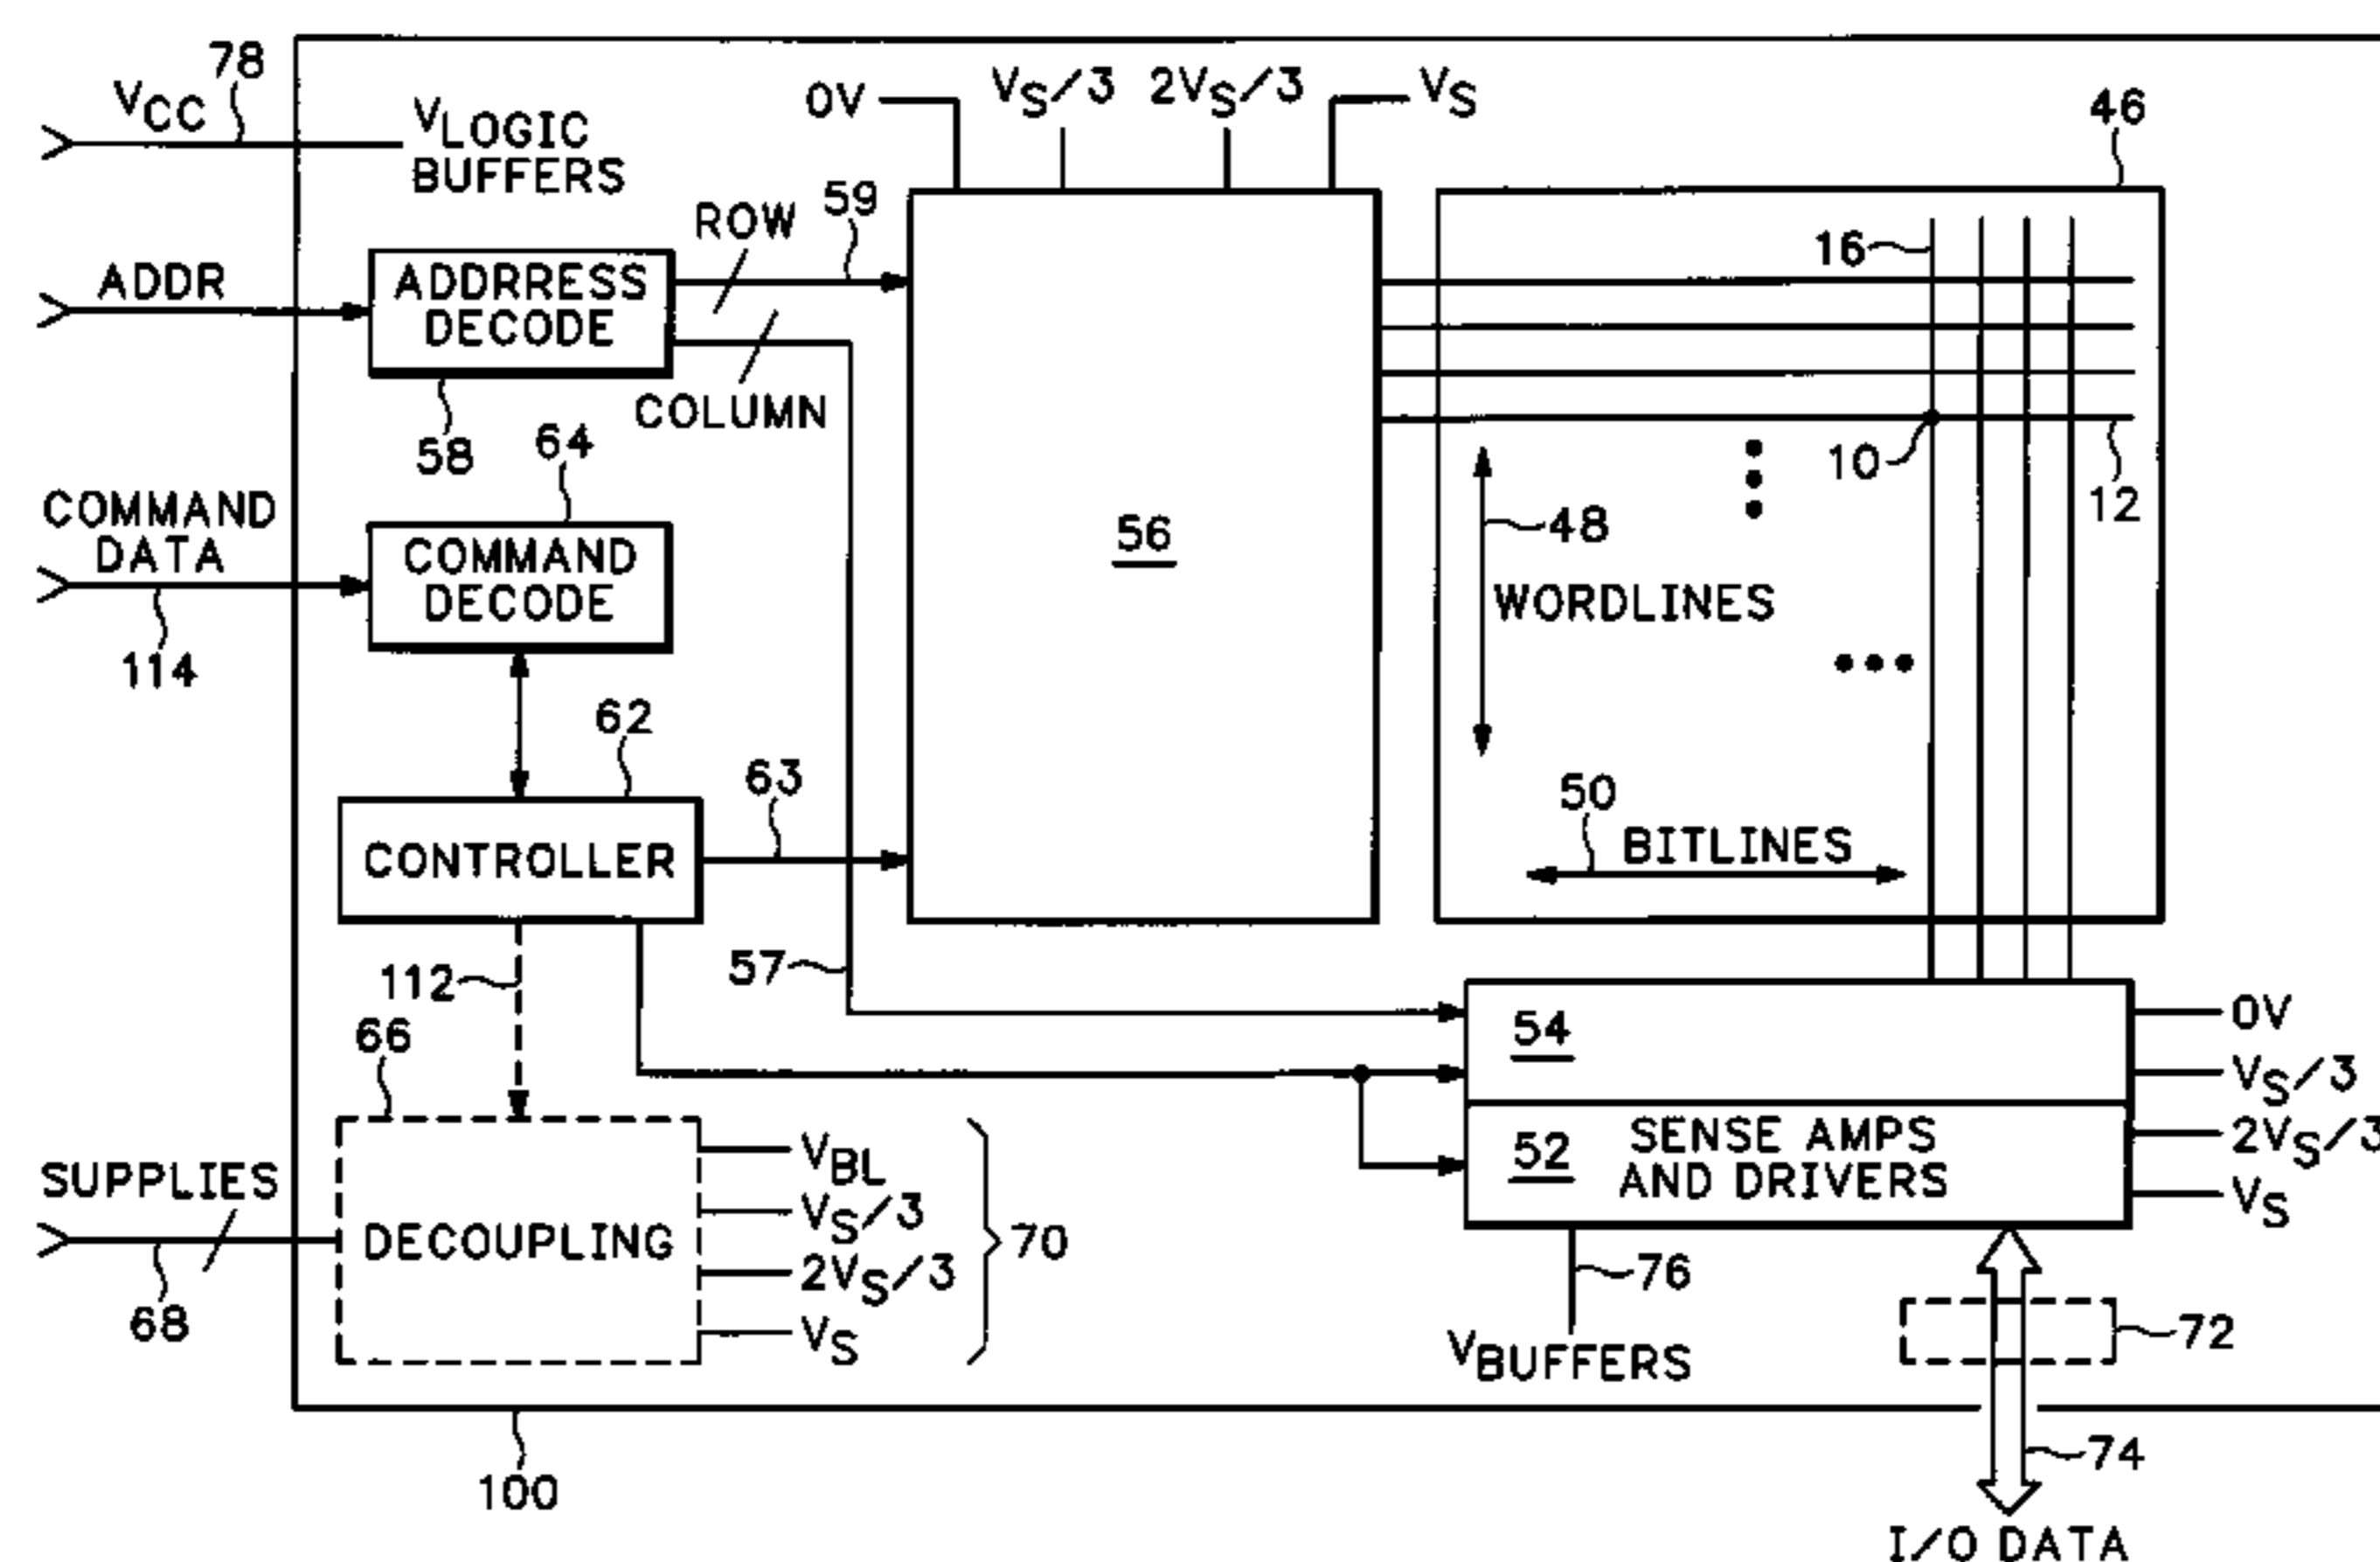 78
VCC
VLOGIC
BUFFERS
0V
VS/3
2VS/3
VS
46
ROW
59
16
ADDR
ADDRRESS
DECODE
COLUMN
58
64
10
12
COMMAND
DATA
COMMAND
DECODE
56
48
WORDLINES
114
62
63
50
BITLINES
CONTROLLER
57
112
66
54
0V
VS/3
52
SENSE AMPS
AND DRIVERS
2VS/3
VS
SUPPLIES
DECOUPLING
VBL
VS/3
2VS/3
VS
70
68
76
VBUFFERS
72
74
100
I/O DATA